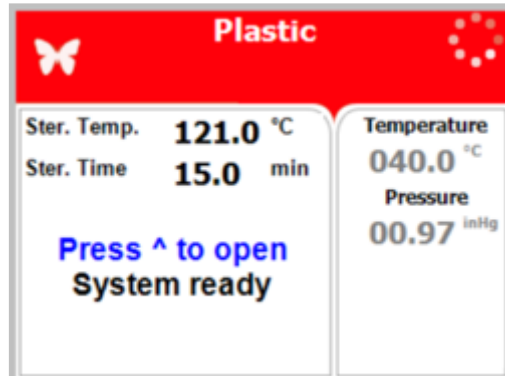 Plastic
Ster. Temp. 121.0 °C
Ster. Time 15.0 min
Press ^ to open
System ready
Temperature
040.0 °C
Pressure
00.97 inHg